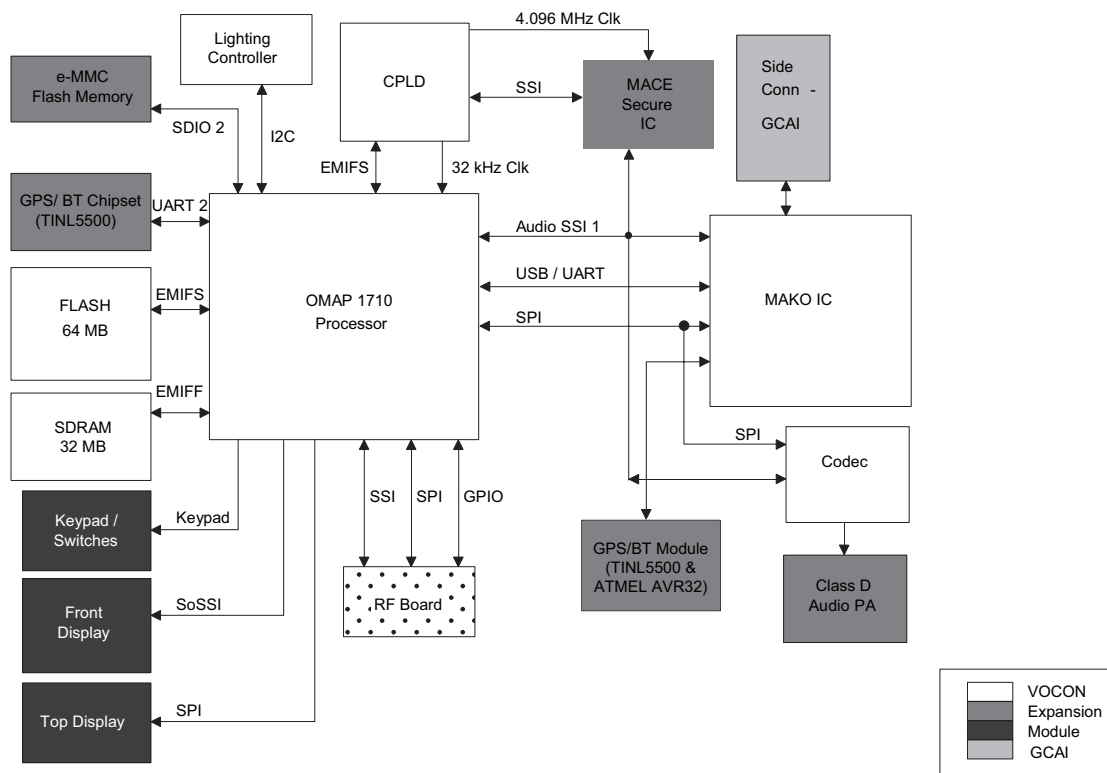 4.096 MHz Clk
Lighting
Controller
e-MMC
Flash Memory
CPLD
SSI
MACE
Secure
IC
Side
Conn -
GCAI
SDIO 2
I2C
EMIFS
32 kHz Clk
GPS/ BT Chipset
(TINL5500)
UART 2
Audio SSI 1
USB / UART
SPI
FLASH
64 MB
EMIFS
OMAP 1710
Processor
MAKO IC
SDRAM
32 MB
EMIFF
SPI
Codec
Keypad /
Switches
Keypad
SSI
SPI
GPIO
GPS/BT Module
(TINL5500 &
ATMEL AVR32)
Class D
Audio PA
Front
Display
SoSSI
RF Board
Top Display
SPI
VOCON
Expansion
Module
GCAI